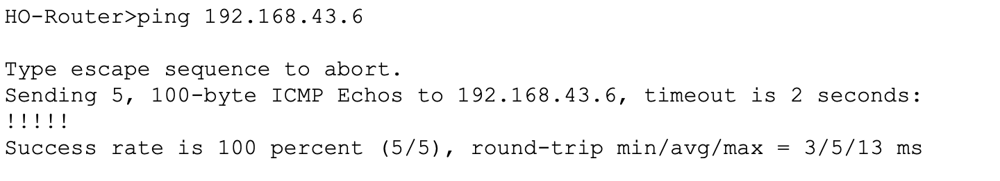 HO-Router>ping 192.168.43.6
Type escape sequence to abort.
Sending 5, 100-byte ICMP Echos to 192.168.43.6, timeout is 2 seconds:
!!!!!
Success rate is 100 percent (5/5), round-trip min/avg/max = 3/5/13 ms